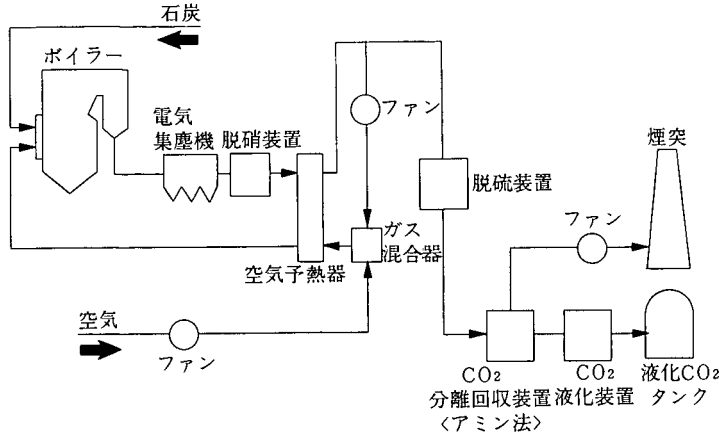 石炭
ボイラー
電気
集塵機
脱硝装置
ファン
煙突
脱硫装置
ファン
ガス
混合器
空気予熱器
空気
ファン
CO2
分離回収装置
〈アミン法〉
CO2
液化装置
液化CO2
タンク